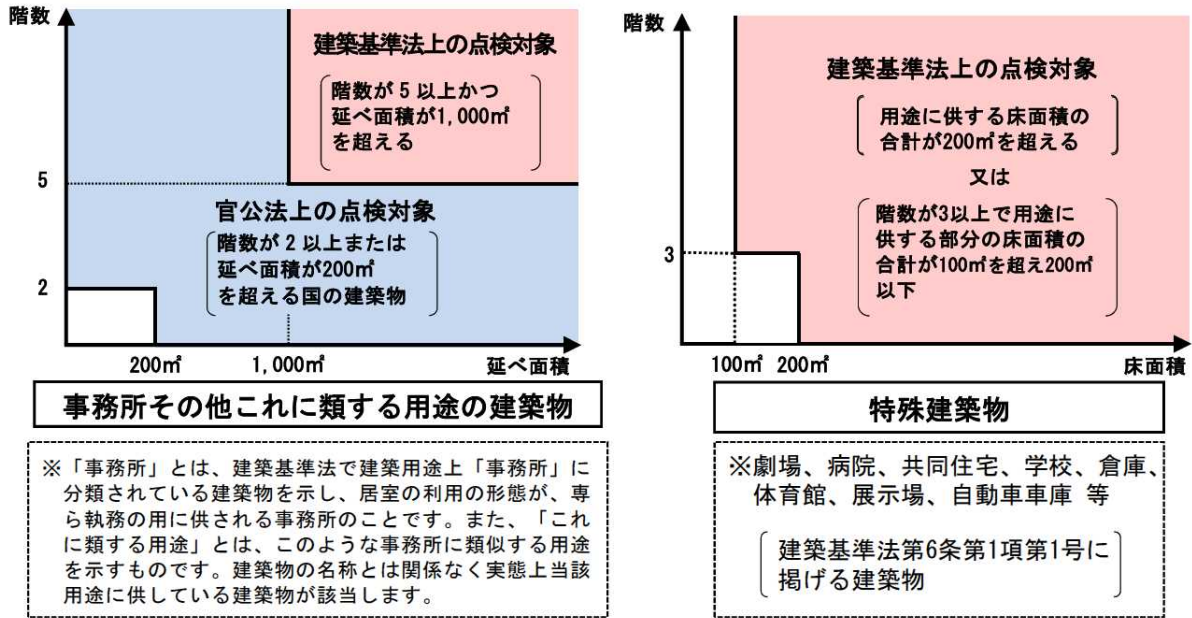 階数
建築基準法上の点検対象
階数が5以上かつ
延べ面積が1,000㎡
を超える
5
官公法上の点検対象
階数が2以上または
延べ面積が200㎡
を超える国の建築物
2
200㎡
1,000㎡
延べ面積
事務所その他これに類する用途の建築物
※「事務所」とは、建築基準法で建築用途上「事務所」に
分類されている建築物を示し、居室の利用の形態が、専
ら執務の用に供される事務所のことです。また、「これ
に類する用途」とは、このような事務所に類似する用途
を示すものです。建築物の名称とは関係なく実態上当該
用途に供している建築物が該当します。
階数
建築基準法上の点検対象
用途に供する床面積の
合計が200㎡を超える
又は
階数が3以上で用途に
供する部分の床面積の
合計が100㎡を超え200㎡
以下
3
100㎡
200㎡
床面積
特殊建築物
※劇場、病院、共同住宅、学校、倉庫、
体育館、展示場、自動車車庫 等
建築基準法第6条第1項第1号に
掲げる建築物